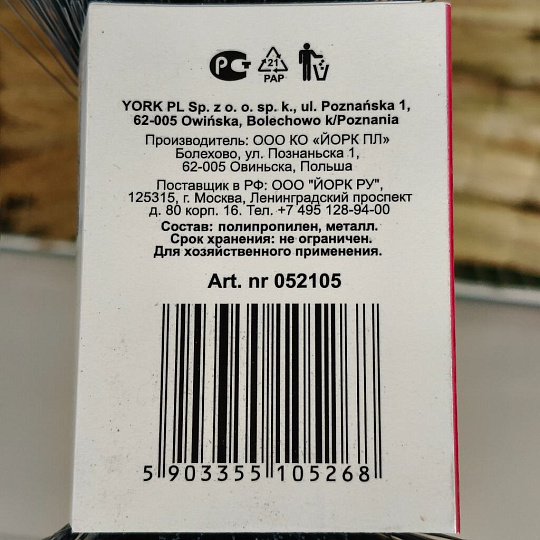 РСТ
21
PAP
YORK PL Sp. z o. o. sp. k., ul. Poznańska 1,
62-005 Owińska, Bolechowo k/Poznania
Производитель: ООО КО «ЙОРК ПЛ»
Болехово, ул. Познаньска 1,
62-005 Овиньска, Польша
Поставщик в РФ: ООО "ЙОРК РУ",
125315, г. Москва, Ленинградский проспект
д. 80 корп. 16. Тел. +7 495 128-94-00
Состав: полипропилен, металл.
Срок хранения: не ограничен.
Для хозяйственного применения.
Art. nr 052105
5 903355 105268